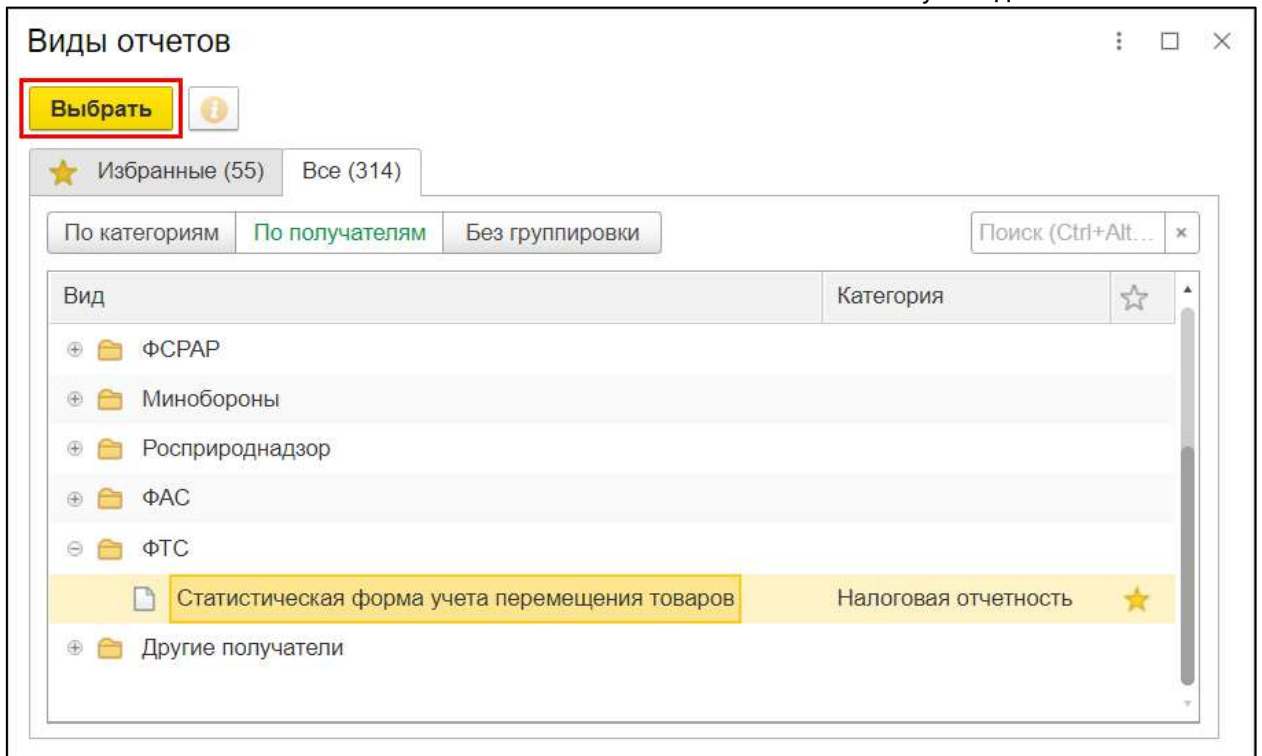 Виды отчетов
Выбрать
Избранные (55) Все (314)
По категориям По получателям Без группировки Поиск (Ctrl+Alt...
Вид Категория
ФСРАР
Минобороны
Росприроднадзор
ФАС
ФТС
Статистическая форма учета перемещения товаров Налоговая отчетность
Другие получатели